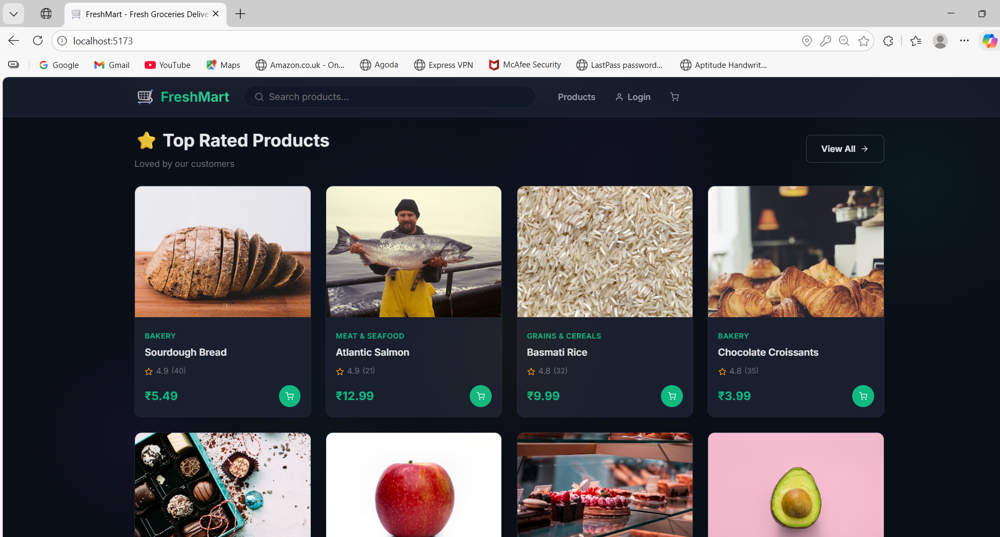 FreshMart - Fresh Groceries Delive
localhost:5173
Google
Gmail
YouTube
Maps
Amazon.co.uk - On...
Agoda
Express VPN
McAfee Security
LastPass password...
Aptitude Handwrit...
FreshMart
Search products...
Products
Login
Top Rated Products
Loved by our customers
View All →
BAKERY
Sourdough Bread
4.9 (40)
₹5.49
MEAT & SEAFOOD
Atlantic Salmon
4.9 (21)
₹12.99
GRAINS & CEREALS
Basmati Rice
4.8 (32)
₹9.99
BAKERY
Chocolate Croissants
4.8 (35)
₹3.99